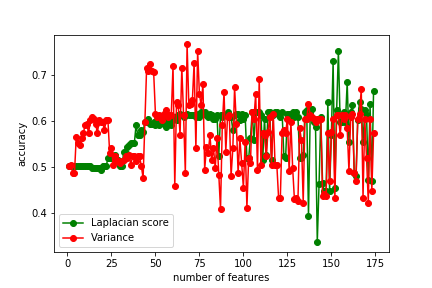 0.7
0.6
0.5
0.4
accuracy
Laplacian score
Variance
0 25 50 75 100 125 150 175
number of features